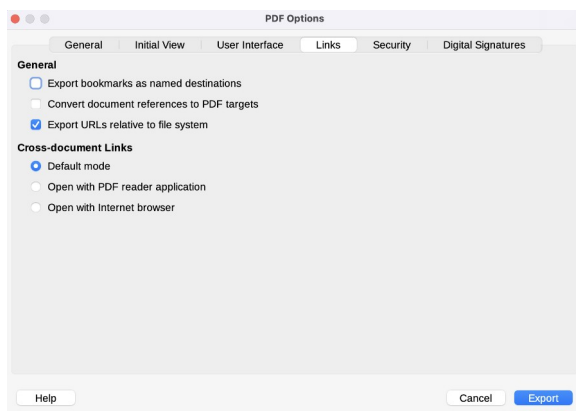 PDF Options
General Initial View User Interface Links Security Digital Signatures
General
Export bookmarks as named destinations
Convert document references to PDF targets
Export URLs relative to file system
Cross-document Links
Default mode
Open with PDF reader application
Open with Internet browser
Help Cancel Export